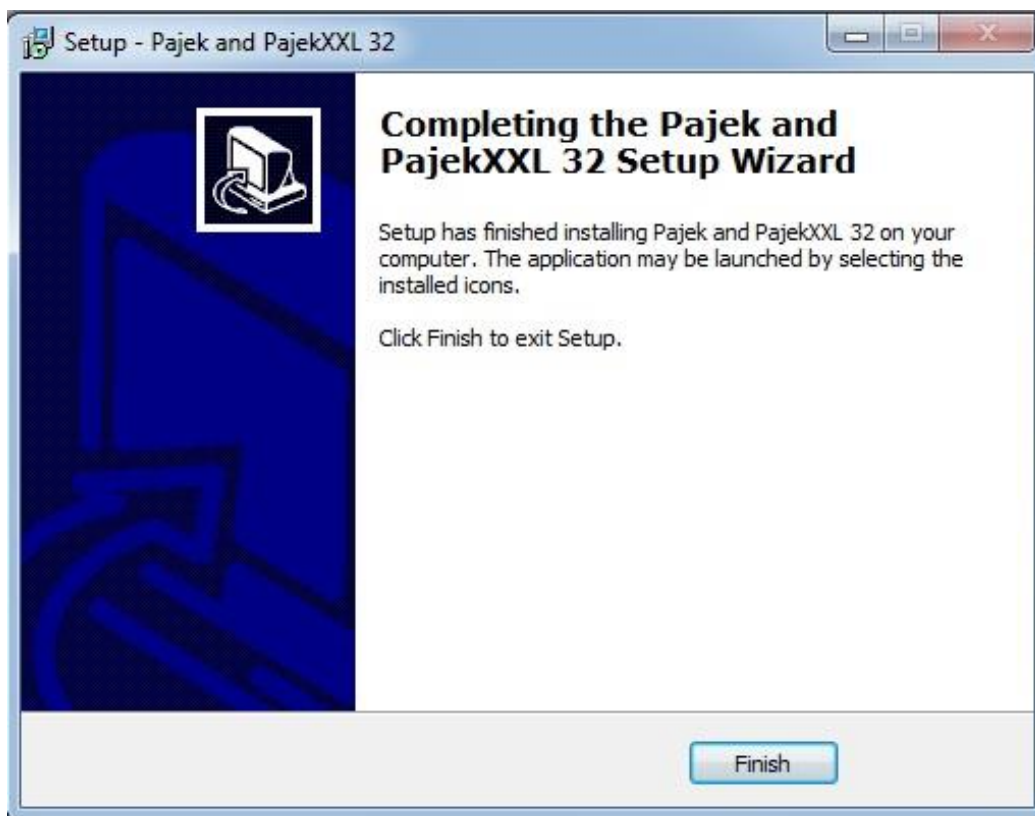 Setup - Pajek and PajekXXL 32
Completing the Pajek and
PajekXXL 32 Setup Wizard
Setup has finished installing Pajek and PajekXXL 32 on your
computer. The application may be launched by selecting the
installed icons.
Click Finish to exit Setup.
Finish